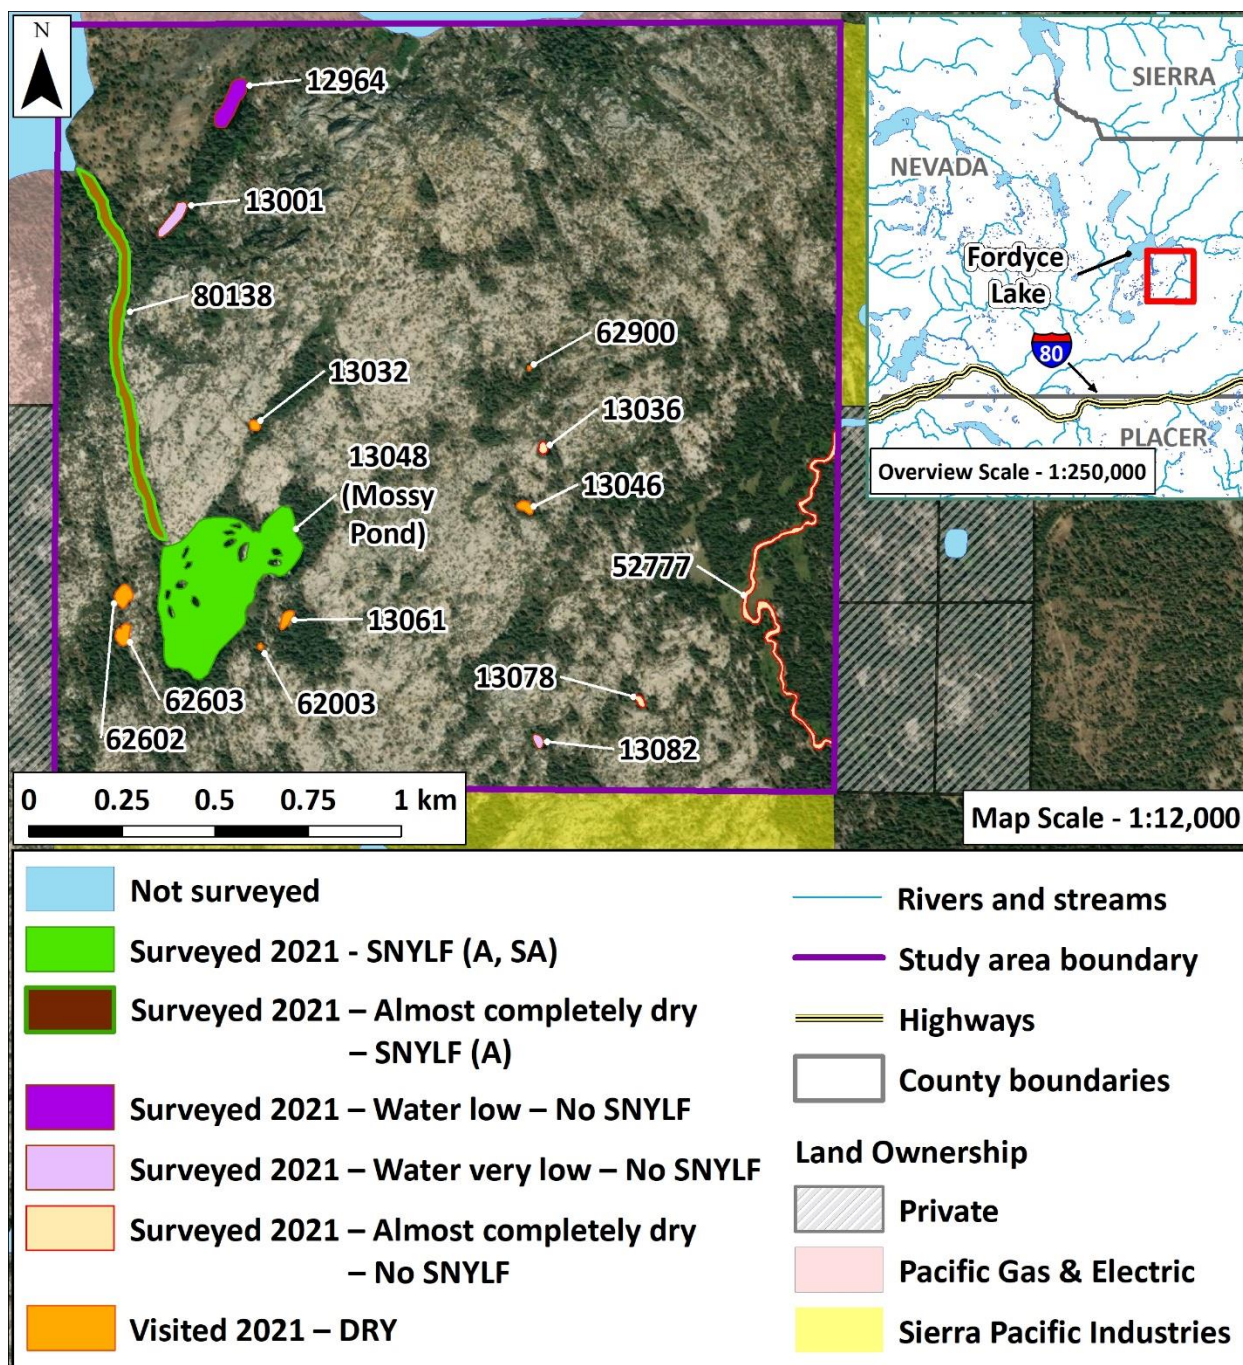 N
12964
13001
80138
62900
13032
13036
13048
(Mossy
Pond)
13046
52777
13061
13078
62603
62003
62602
13082
0 0.25 0.5 0.75 1 km
Map Scale - 1:12,000
SIERRA
NEVADA
Fordyce
Lake
80
PLACER
Overview Scale - 1:250,000
Not surveyed
Surveyed 2021 - SNYLF (A, SA)
Surveyed 2021 – Almost completely dry
– SNYLF (A)
Surveyed 2021 – Water low – No SNYLF
Surveyed 2021 – Water very low – No SNYLF
Surveyed 2021 – Almost completely dry
– No SNYLF
Visited 2021 – DRY
Rivers and streams
Study area boundary
Highways
County boundaries
Land Ownership
Private
Pacific Gas & Electric
Sierra Pacific Industries